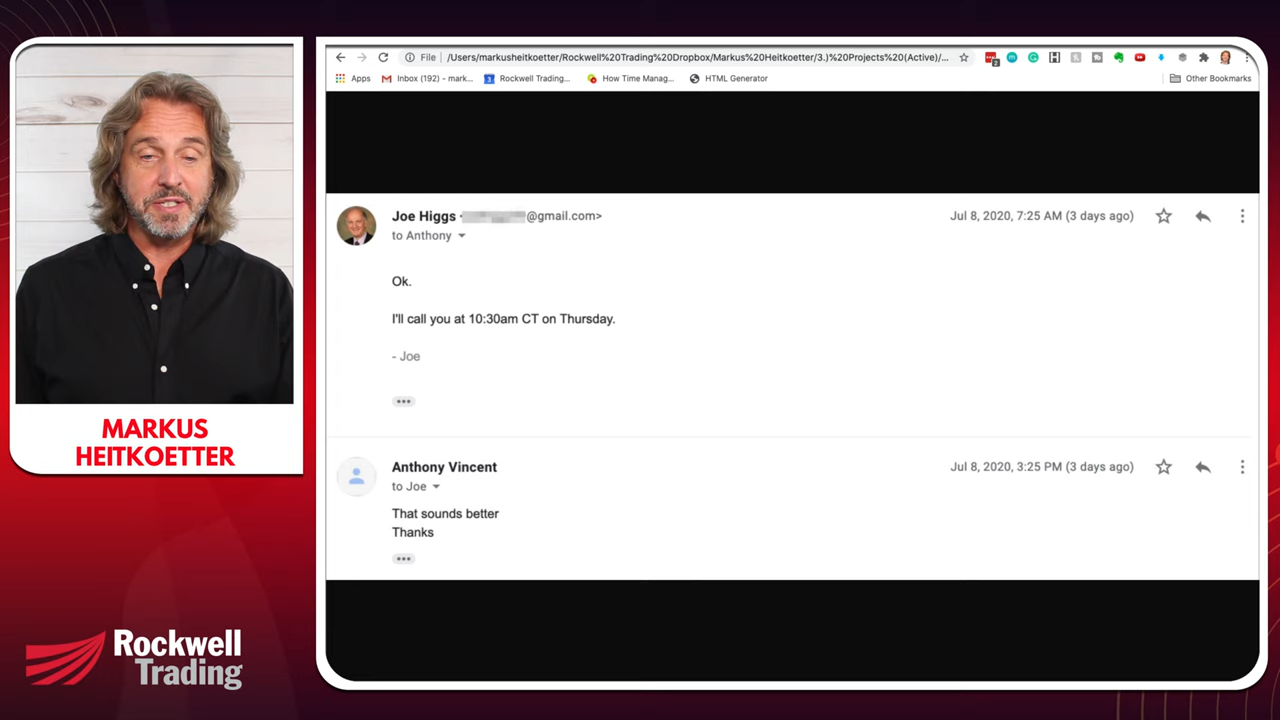 File /Users/markusheitkoetter/Rockwell%20Trading%20Dropbox/Markus%20Heitkoetter/3.)%20Projects%20(Active)/...
Apps Inbox (192) - mark... Rockwell Trading... How Time Manag... HTML Generator Other Bookmarks
Joe Higgs @gmail.com> Jul 8, 2020, 7:25 AM (3 days ago)
to Anthony
Ok.
I'll call you at 10:30am CT on Thursday.
- Joe
Anthony Vincent Jul 8, 2020, 3:25 PM (3 days ago)
to Joe
That sounds better
Thanks
MARKUS
HEITKOETTER
Rockwell
Trading